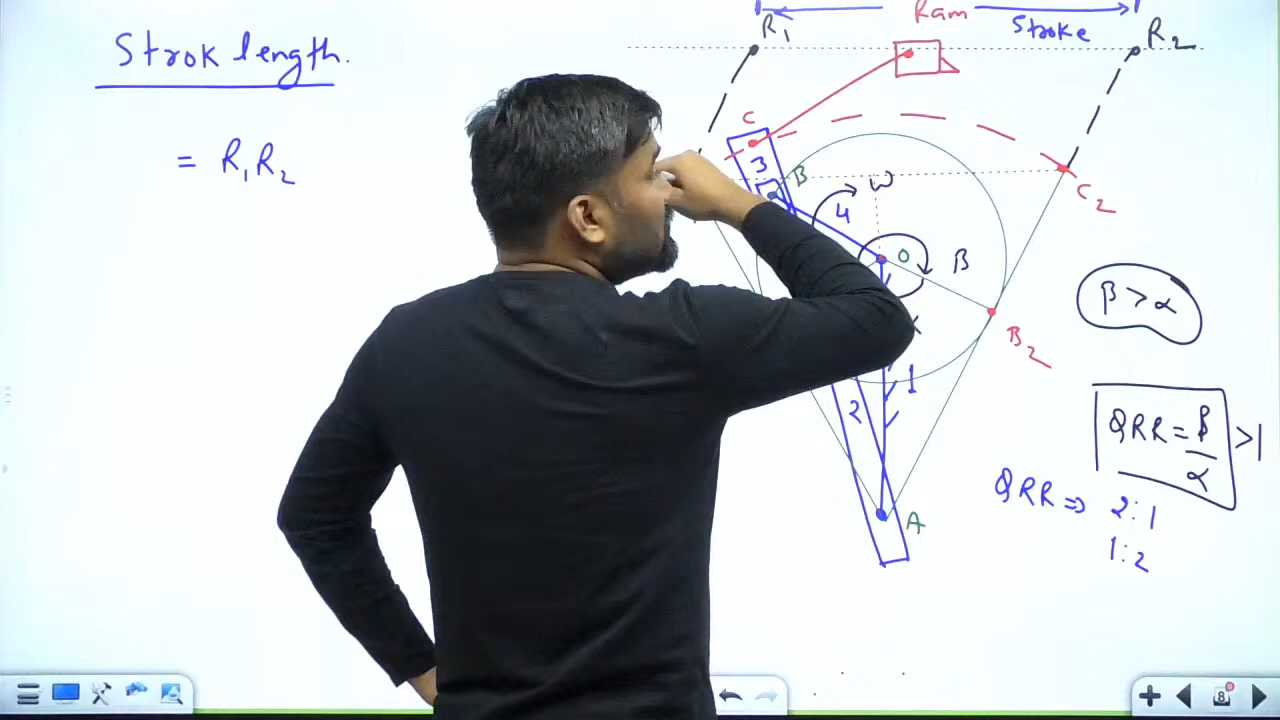 Strok length.
= R₁R₂
Ram
Stroke
R₁
R₂
C
3
B
W
4
C₂
O
B
β > α
B₂
1
2
QRR = β/α > 1
A
QRR ⇒ 2:1
1:2
8